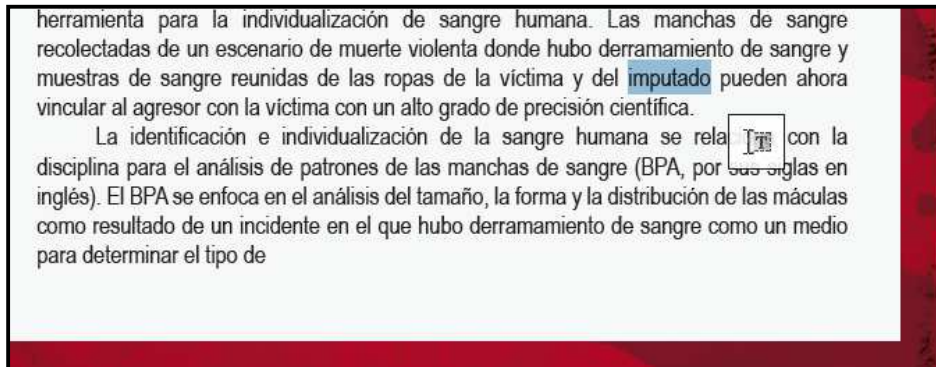 herramienta para la individualización de sangre humana. Las manchas de sangre
recolectadas de un escenario de muerte violenta donde hubo derramamiento de sangre y
muestras de sangre reunidas de las ropas de la víctima y del imputado pueden ahora
vincular al agresor con la víctima con un alto grado de precisión científica.
La identificación e individualización de la sangre humana se con la
disciplina para el análisis de patrones de las manchas de sangre (BPA, por sus siglas en
inglés). El BPA se enfoca en el análisis del tamaño, la forma y la distribución de las máculas
como resultado de un incidente en el que hubo derramamiento de sangre como un medio
para determinar el tipo de